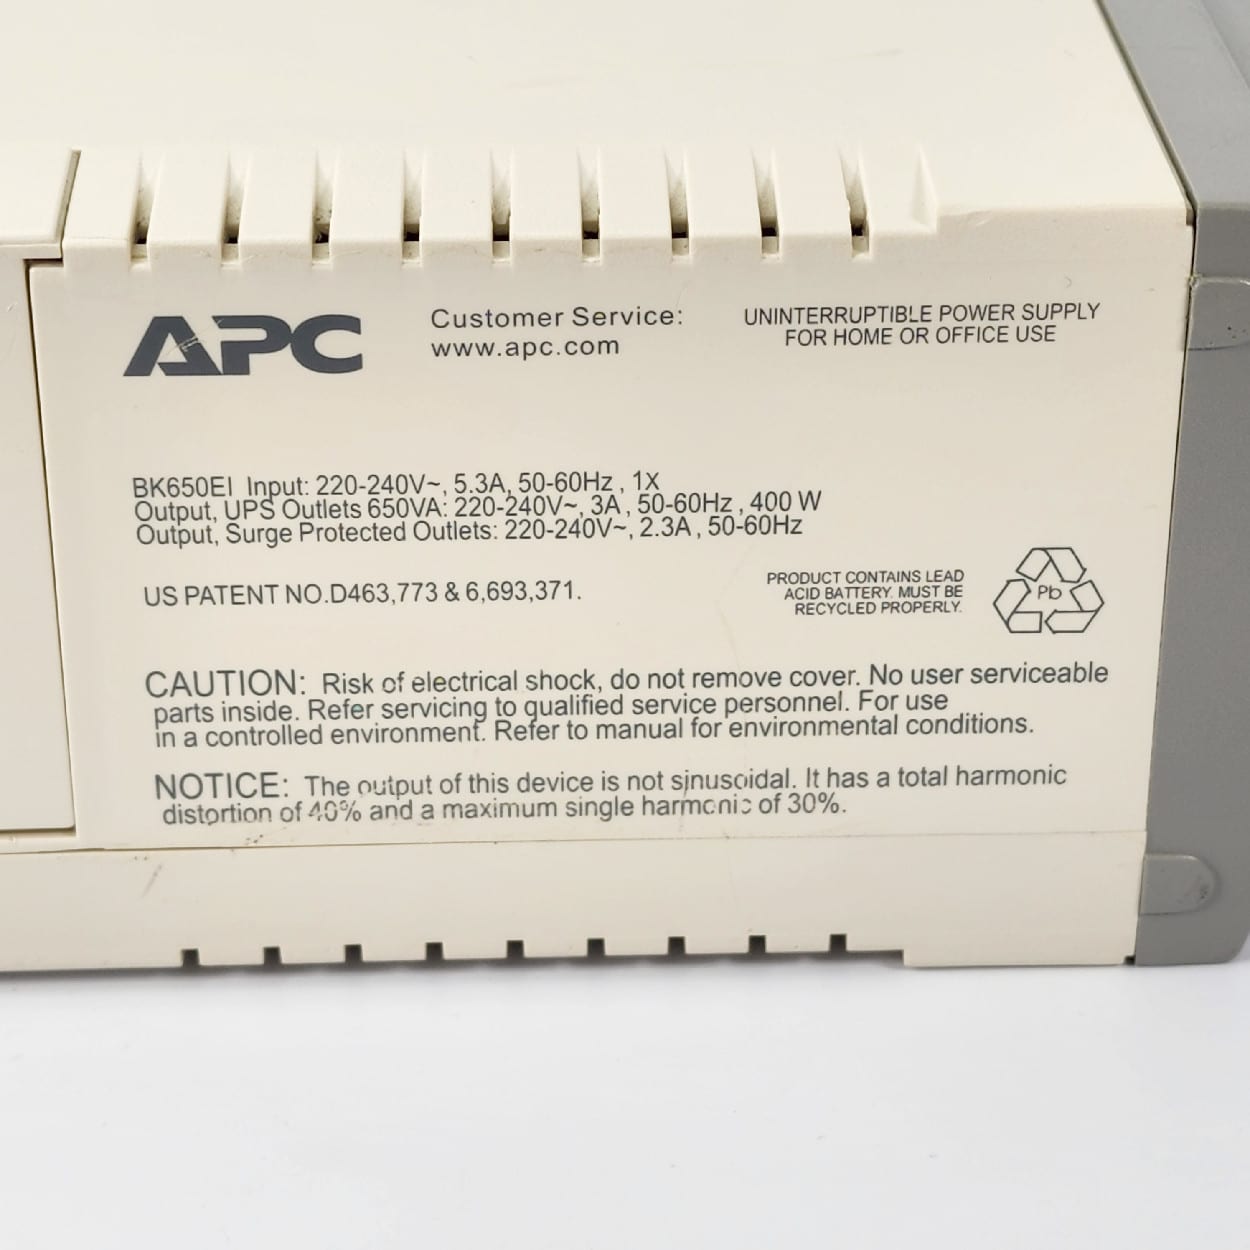 APC
Customer Service:
www.apc.com
UNINTERRUPTIBLE POWER SUPPLY
FOR HOME OR OFFICE USE
BK650EI Input: 220-240V~, 5.3A, 50-60Hz , 1X
Output, UPS Outlets 650VA: 220-240V~, 3A , 50-60Hz , 400 W
Output, Surge Protected Outlets: 220-240V~, 2.3A , 50-60Hz
US PATENT NO.D463,773 & 6,693,371.
PRODUCT CONTAINS LEAD
ACID BATTERY. MUST BE
RECYCLED PROPERLY.
Pb
CAUTION: Risk of electrical shock, do not remove cover. No user serviceable
parts inside. Refer servicing to qualified service personnel. For use
in a controlled environment. Refer to manual for environmental conditions.
NOTICE: The output of this device is not sinusoidal. It has a total harmonic
distortion of 40% and a maximum single harmonic of 30%.